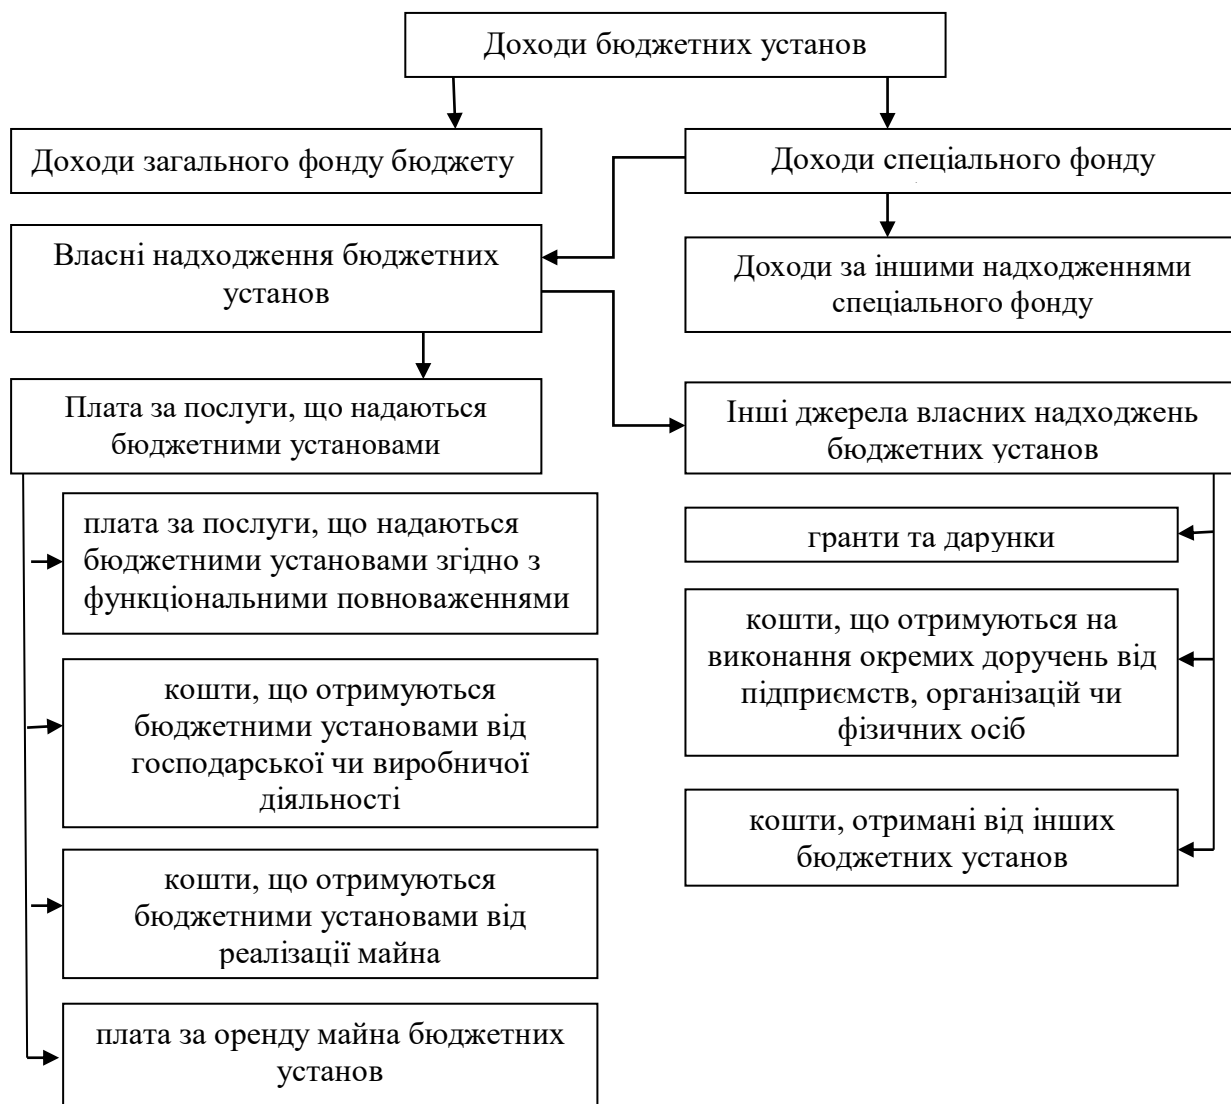 Доходи бюджетних установ
Доходи загального фонду бюджету
Доходи спеціального фонду
Власні надходження бюджетних
установ
Доходи за іншими надходженнями
спеціального фонду
Плата за послуги, що надаються
бюджетними установами
Інші джерела власних надходжень
бюджетних установ
плата за послуги, що надаються
бюджетними установами згідно з
функціональними повноваженнями
кошти, що отримуються
бюджетними установами від
господарської чи виробничої
діяльності
кошти, що отримуються
бюджетними установами від
реалізації майна
плата за оренду майна бюджетних
установ
гранти та дарунки
кошти, що отримуються на
виконання окремих доручень від
підприємств, організацій чи
фізичних осіб
кошти, отримані від інших
бюджетних установ